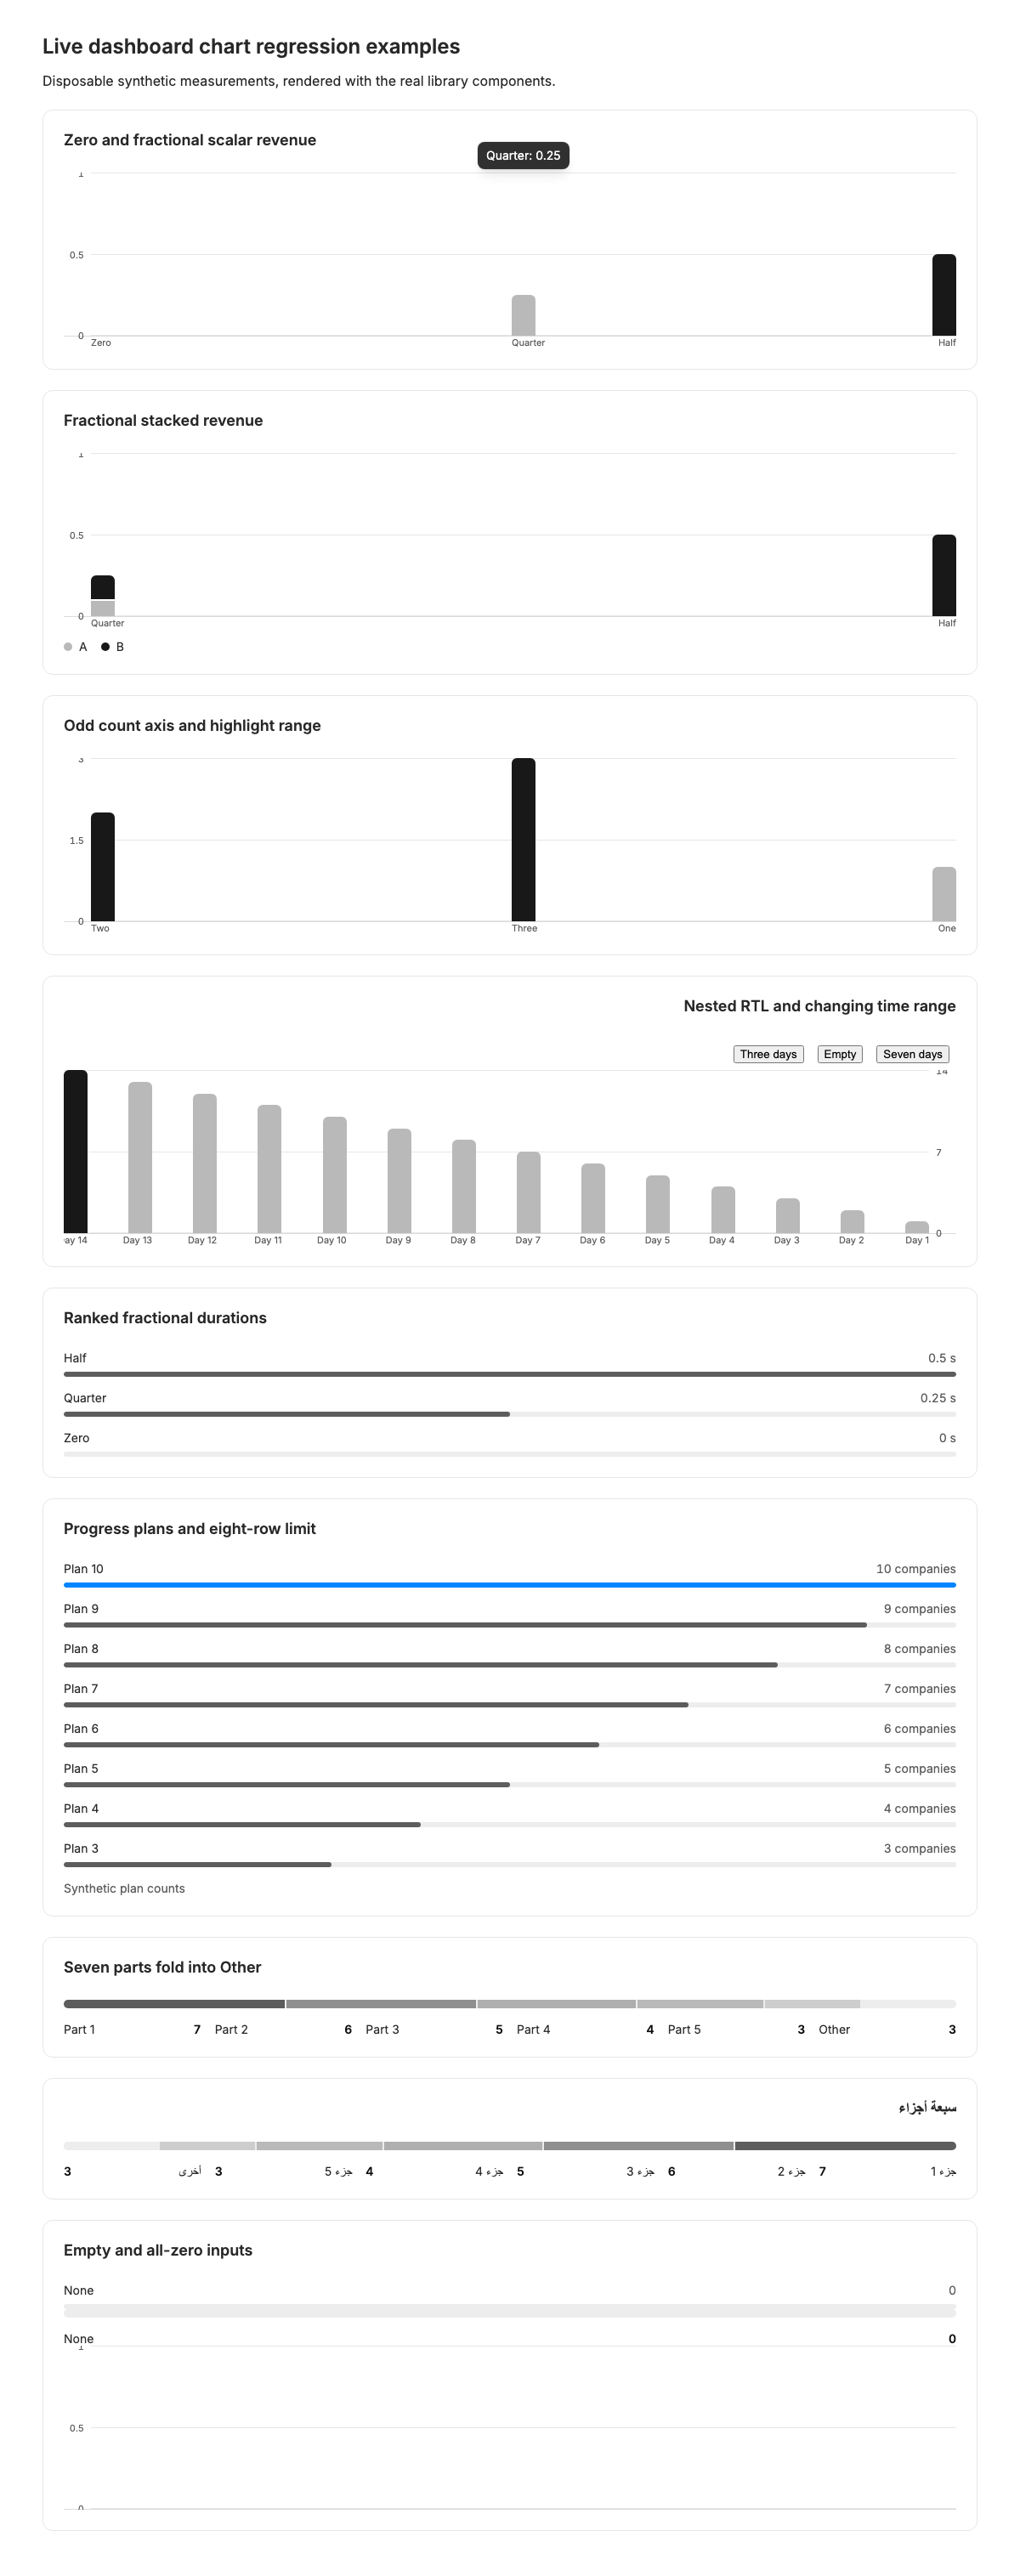 Live dashboard chart regression examples
Disposable synthetic measurements, rendered with the real library components.
Zero and fractional scalar revenue
Quarter: 0.25
1
0.5
0
Zero Quarter Half
Fractional stacked revenue
1
0.5
0
Quarter Half
A B
Odd count axis and highlight range
3
1.5
0
Two Three One
Nested RTL and changing time range
Three days Empty Seven days
14
7
0
ay 14 Day 13 Day 12 Day 11 Day 10 Day 9 Day 8 Day 7 Day 6 Day 5 Day 4 Day 3 Day 2 Day 1
Ranked fractional durations
Half 0.5 s
Quarter 0.25 s
Zero 0 s
Progress plans and eight-row limit
Plan 10 10 companies
Plan 9 9 companies
Plan 8 8 companies
Plan 7 7 companies
Plan 6 6 companies
Plan 5 5 companies
Plan 4 4 companies
Plan 3 3 companies
Synthetic plan counts
Seven parts fold into Other
Part 1 7 Part 2 6 Part 3 5 Part 4 4 Part 5 3 Other 3
سبعة أجزاء
جزء 1 7 جزء 2 6 جزء 3 5 جزء 4 4 جزء 5 3 أخرى 3
Empty and all-zero inputs
None 0
None 0
1
0.5
0